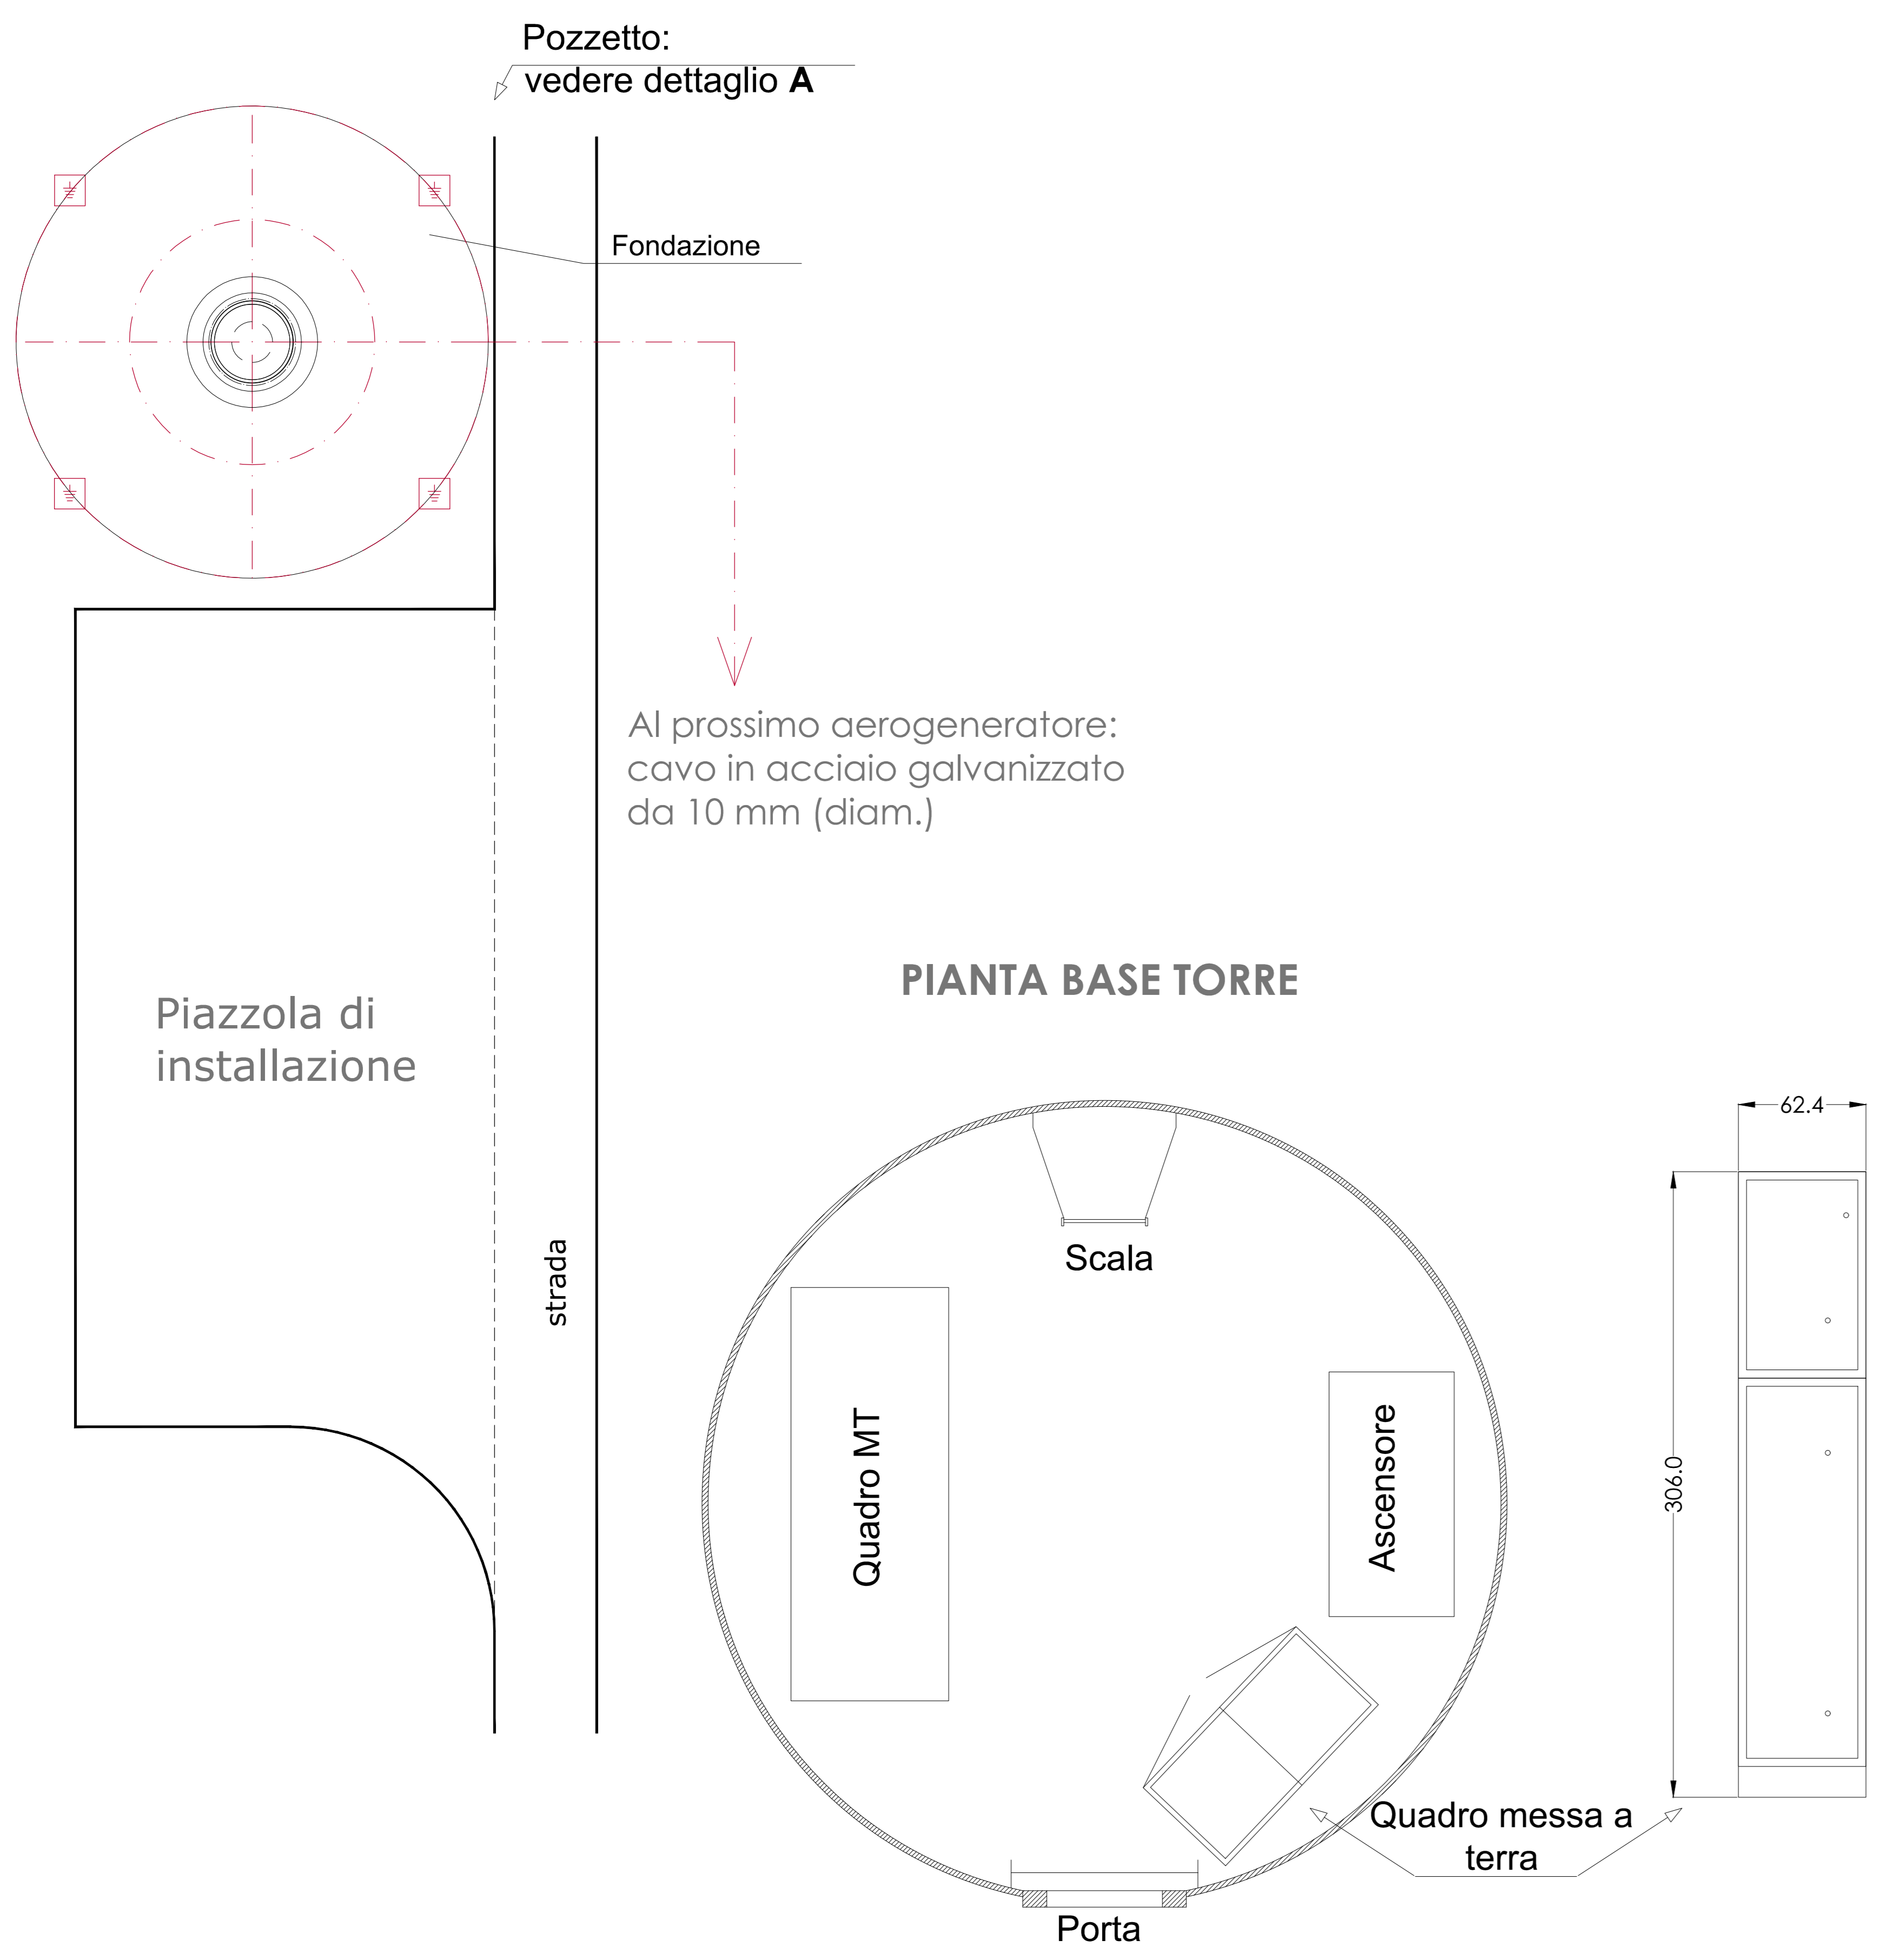 Pozzetto:
vedere dettaglio A
Fondazione
Al prossimo aerogeneratore:
cavo in acciaio galvanizzato
da 10 mm (diam.)
Piazzola di
installazione
strada
PIANTA BASE TORRE
62.4
306.0
Scala
Quadro MT
Ascensore
Quadro messa a
terra
Porta